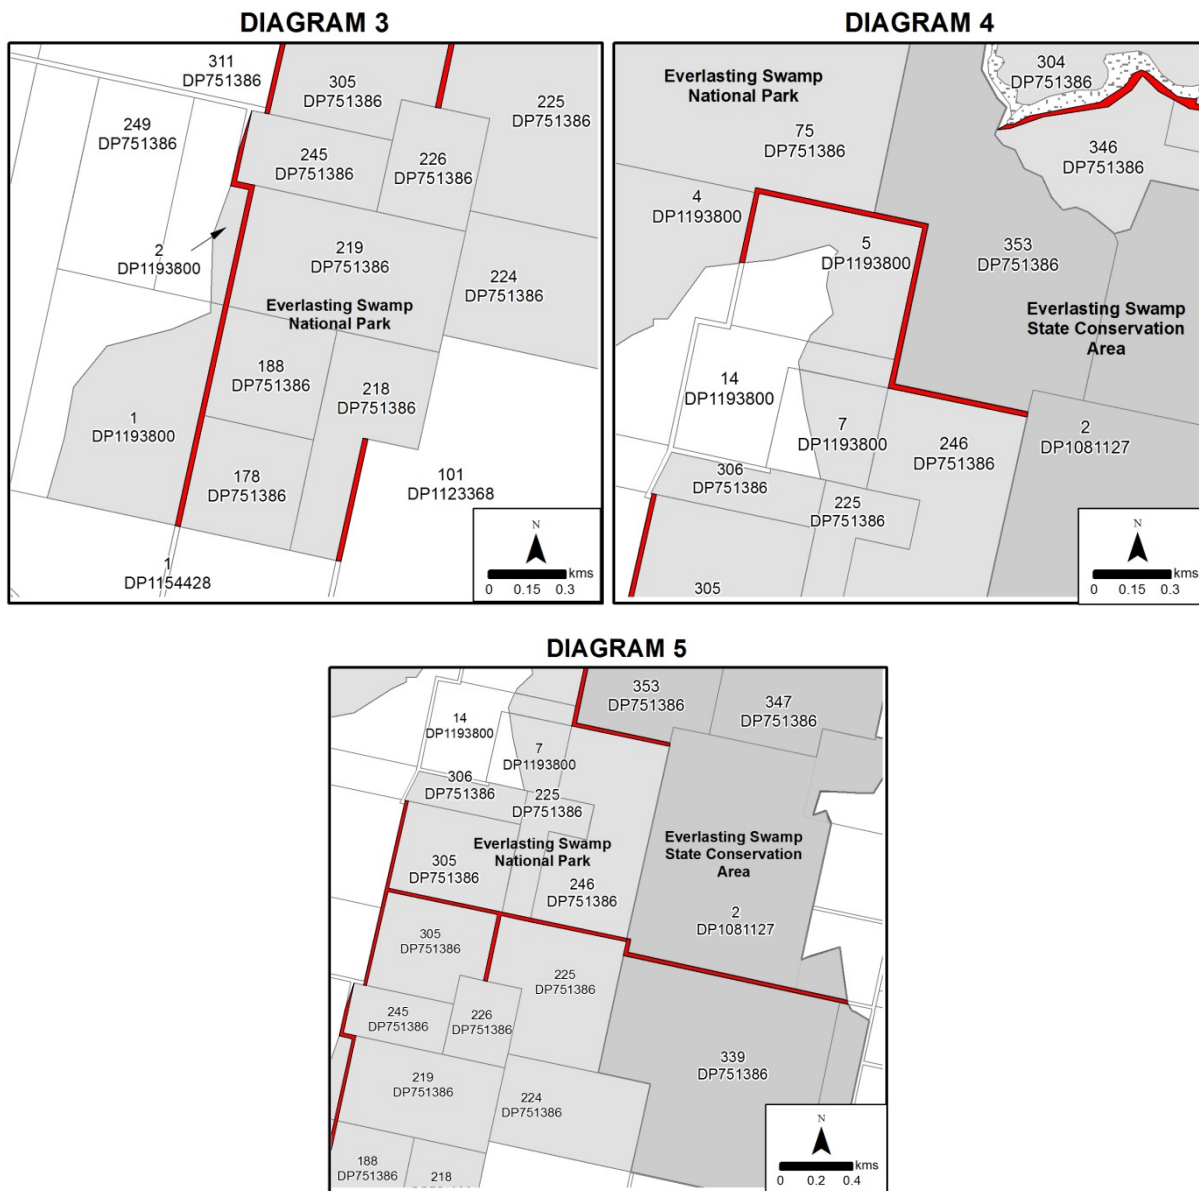 DIAGRAM 3
311
DP751386
305
DP751386
225
DP751386
249
DP751386
245
DP751386
226
DP751386
2
DP1193800
219
DP751386
224
DP751386
Everlasting Swamp
National Park
188
DP751386
218
DP751386
1
DP1193800
178
DP751386
101
DP1123368
1
DP1154428
N
kms
0 0.15 0.3
DIAGRAM 4
304
DP751386
Everlasting Swamp
National Park
75
DP751386
346
DP751386
4
DP1193800
5
DP1193800
353
DP751386
Everlasting Swamp
State Conservation
Area
14
DP1193800
7
DP1193800
246
DP751386
2
DP1081127
306
DP751386
225
DP751386
305
N
kms
0 0.15 0.3
DIAGRAM 5
353
DP751386
347
DP751386
14
DP1193800
7
DP1193800
306
DP751386
225
DP751386
Everlasting Swamp
National Park
Everlasting Swamp
State Conservation
Area
305
DP751386
246
DP751386
2
DP1081127
305
DP751386
225
DP751386
245
DP751386
226
DP751386
339
DP751386
219
DP751386
224
DP751386
188
DP751386
218
N
kms
0 0.2 0.4